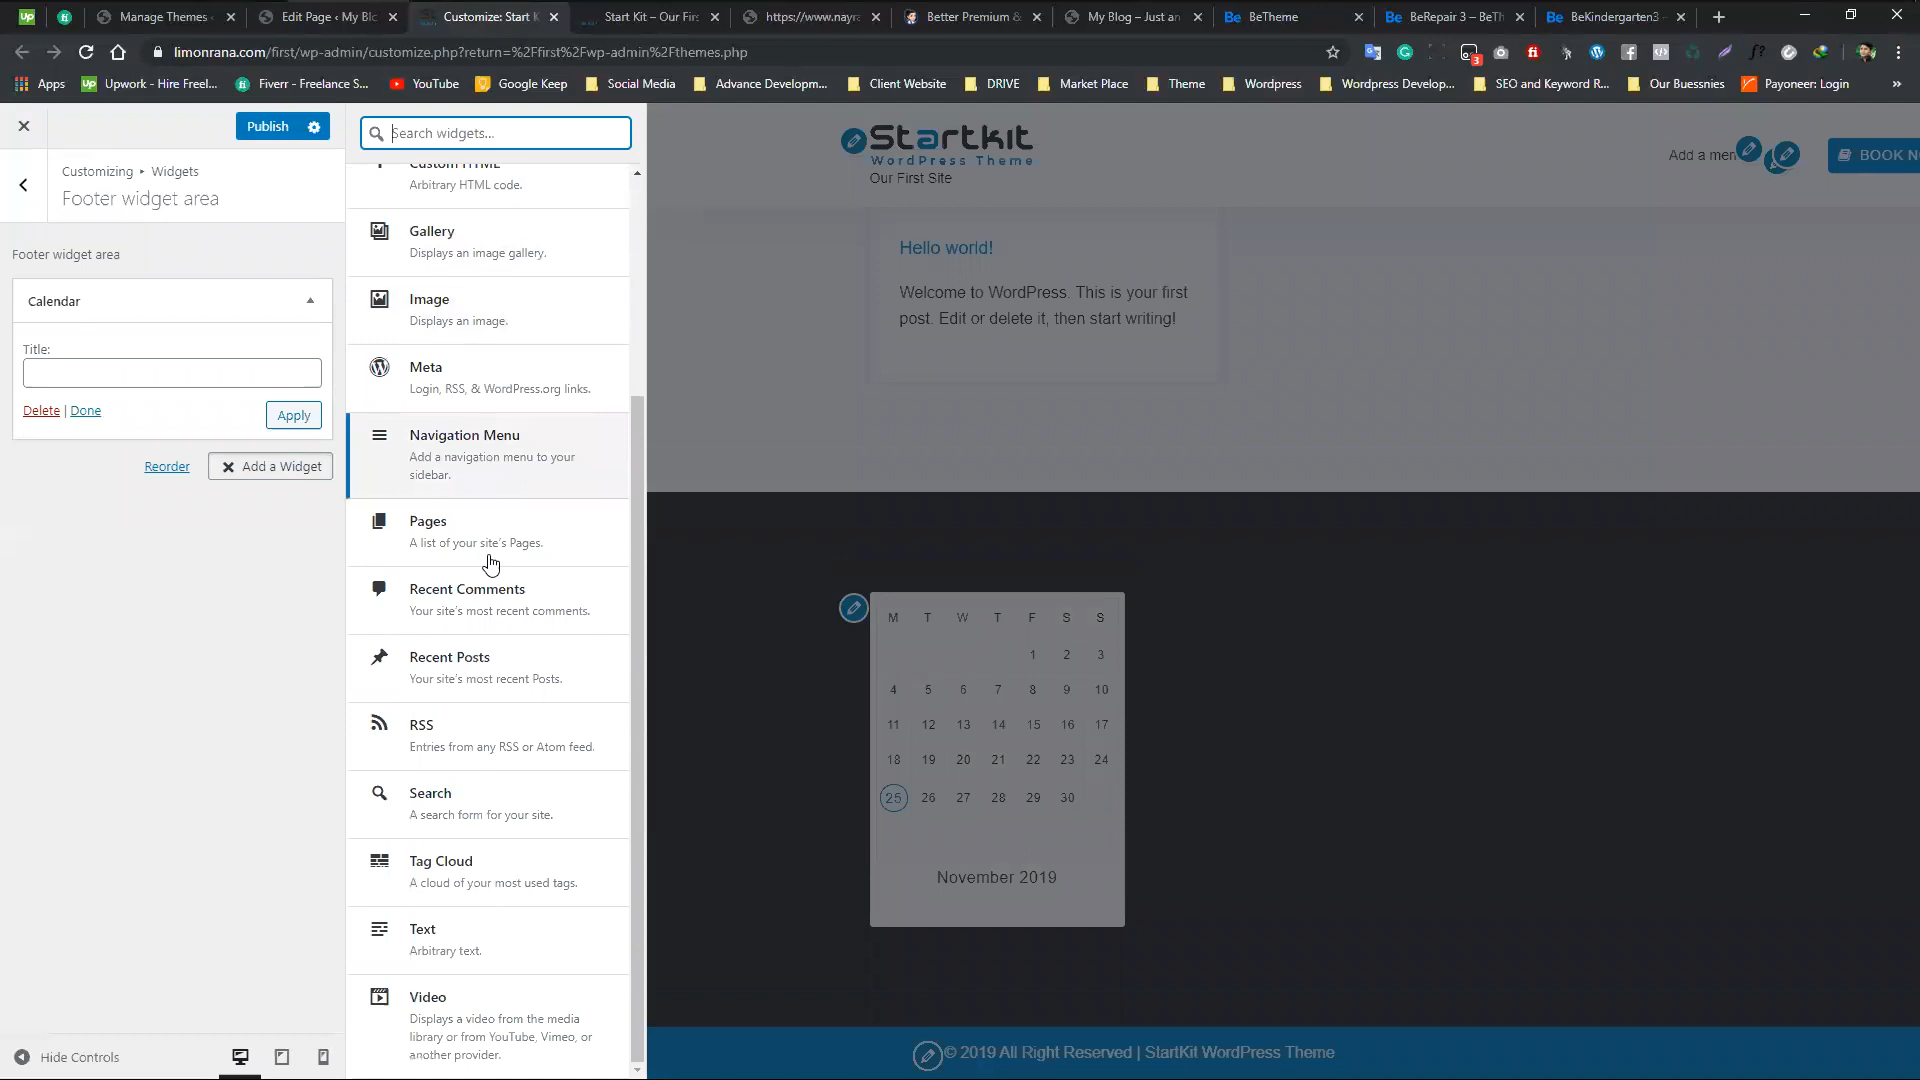 Manage Themes ‹
Edit Page ‹ My Blo
Customize: Start K
Start Kit – Our Firs
https://www.nayra
Better Premium &
My Blog – Just an
BeTheme
BeRepair 3 – BeTh
BeKindergarten3 –
limonrana.com/first/wp-admin/customize.php?return=%2Ffirst%2Fwp-admin%2Fthemes.php
Apps
Upwork - Hire Freel...
Fiverr - Freelance S...
YouTube
Google Keep
Social Media
Advance Developm...
Client Website
DRIVE
Market Place
Theme
Wordpress
Wordpress Develop...
SEO and Keyword R...
Our Buessnies
Payoneer: Login
Publish
Customizing ▸ Widgets
Footer widget area
Footer widget area
Calendar
Title:
Delete | Done
Apply
Reorder
Add a Widget
Hide Controls
Search widgets...
Custom HTML
Arbitrary HTML code.
Gallery
Displays an image gallery.
Image
Displays an image.
Meta
Login, RSS, & WordPress.org links.
Navigation Menu
Add a navigation menu to your
sidebar.
Pages
A list of your site's Pages.
Recent Comments
Your site's most recent comments.
Recent Posts
Your site's most recent Posts.
RSS
Entries from any RSS or Atom feed.
Search
A search form for your site.
Tag Cloud
A cloud of your most used tags.
Text
Arbitrary text.
Video
Displays a video from the media
library or from YouTube, Vimeo, or
another provider.
Startkit
WordPress Theme
Our First Site
Add a men
BOOK N
Hello world!
Welcome to WordPress. This is your first
post. Edit or delete it, then start writing!
M T W T F S S
1 2 3
4 5 6 7 8 9 10
11 12 13 14 15 16 17
18 19 20 21 22 23 24
25 26 27 28 29 30
November 2019
© 2019 All Right Reserved | StartKit WordPress Theme